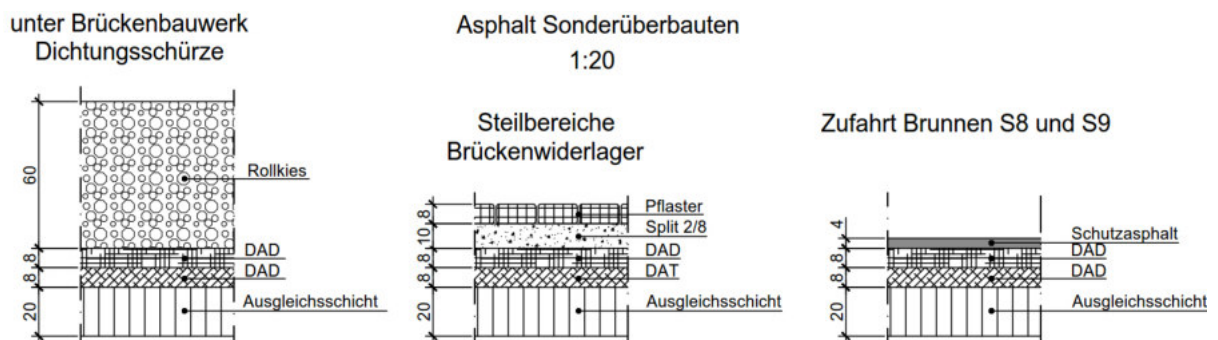 unter Brückenbauwerk
Dichtungsschürze
60
8
8
20
Rollkies
DAD
DAD
Ausgleichsschicht
Asphalt Sonderüberbauten
1:20
Steilbereiche
Brückenwiderlager
8
10
8
8
20
Pflaster
Split 2/8
DAD
DAT
Ausgleichsschicht
Zufahrt Brunnen S8 und S9
4
8
8
20
Schutzasphalt
DAD
DAD
Ausgleichsschicht